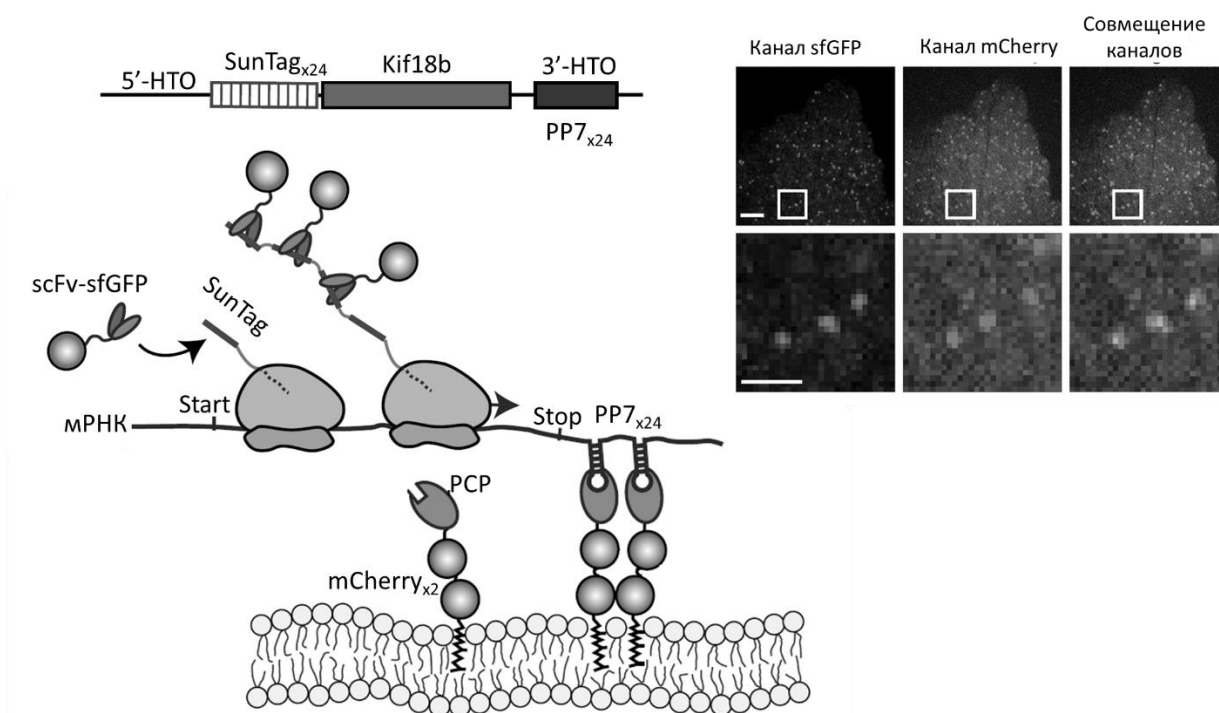 5'-НТО
SunTagx24
Kif18b
3'-НТО
PP7x24
scFv-sfGFP
SunTag
мРНК
Start
Stop
PP7x24
PCP
mCherryx2
Канал sfGFP
Канал mCherry
Совмещение
каналов